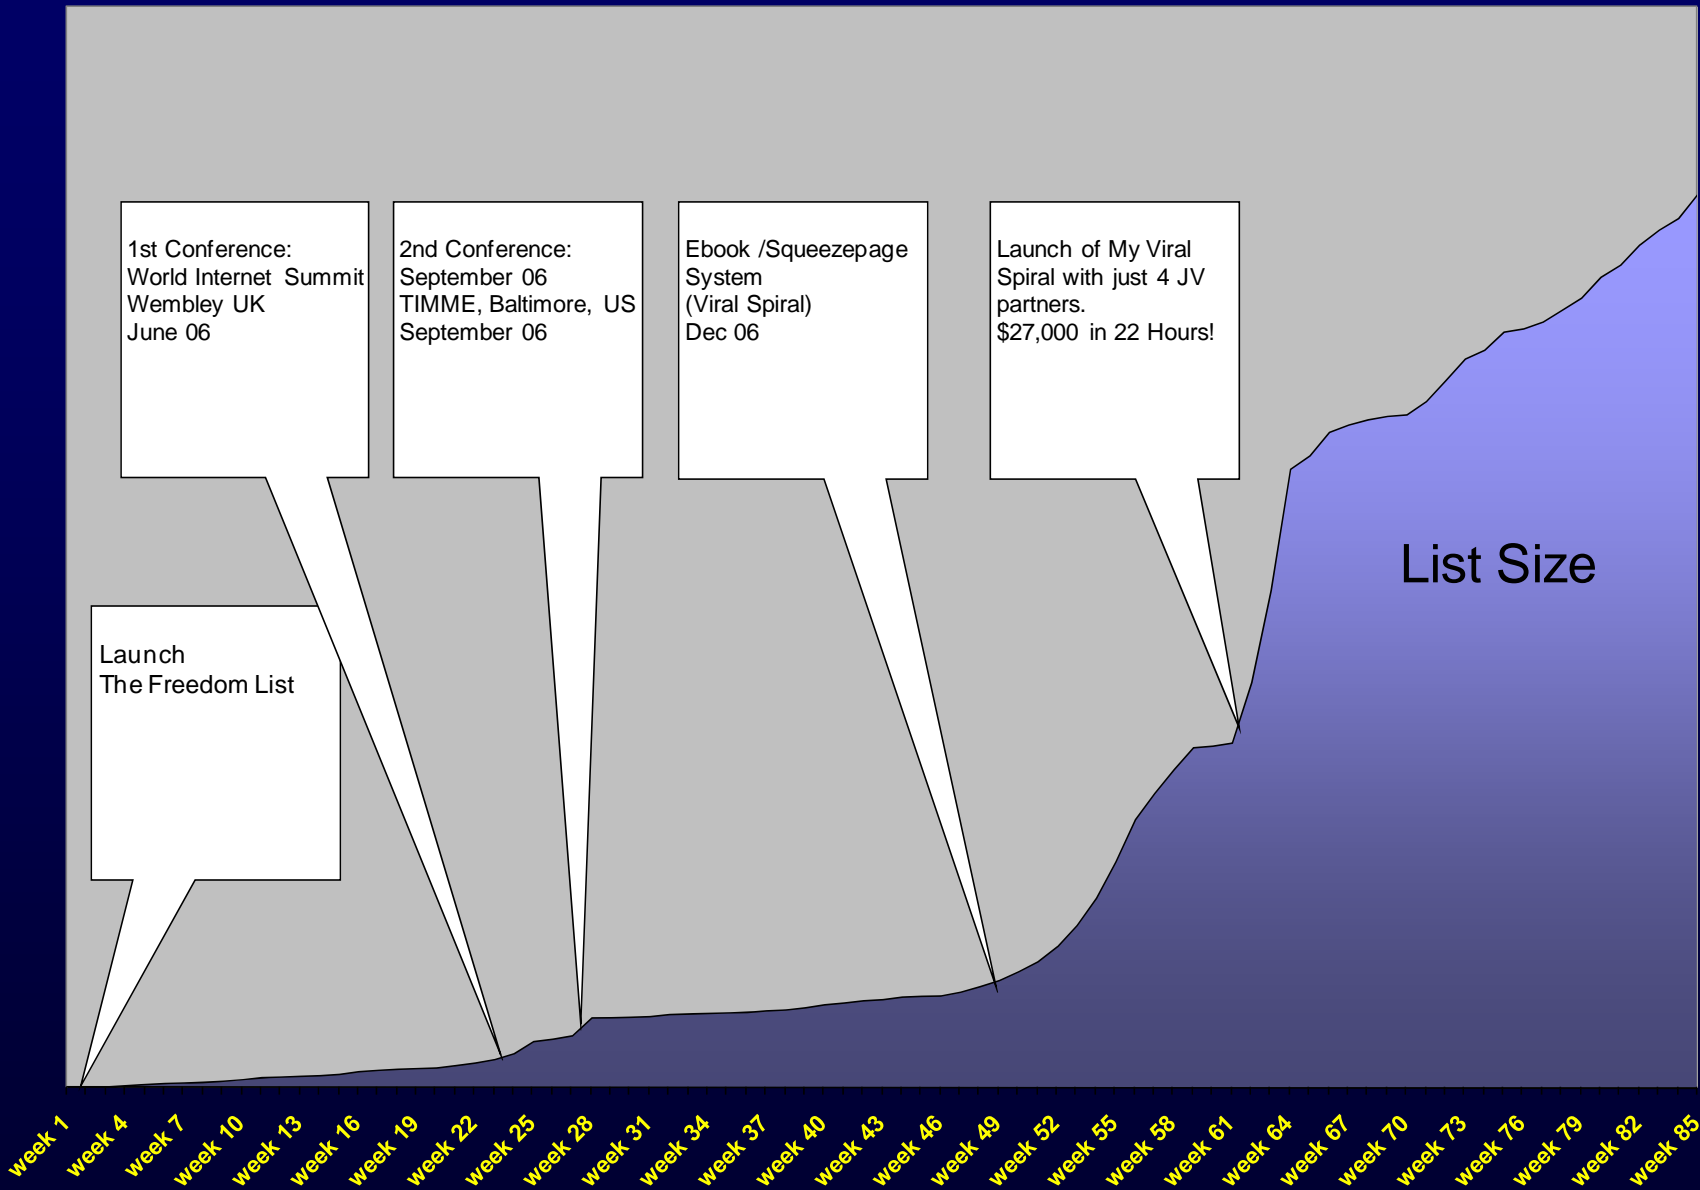 1st Conference:
World Internet Summit
Wembley UK
June 06
2nd Conference:
September 06
TIMME, Baltimore, US
September 06
Ebook /Squeezepage
System
(Viral Spiral)
Dec 06
Launch of My Viral
Spiral with just 4 JV
partners.
$27,000 in 22 Hours!
List Size
Launch
The Freedom List
week 1
week 4
week 7
week 10
week 13
week 16
week 19
week 22
week 25
week 28
week 31
week 34
week 37
week 40
week 43
week 46
week 49
week 52
week 55
week 58
week 61
week 64
week 67
week 70
week 73
week 76
week 79
week 82
week 85